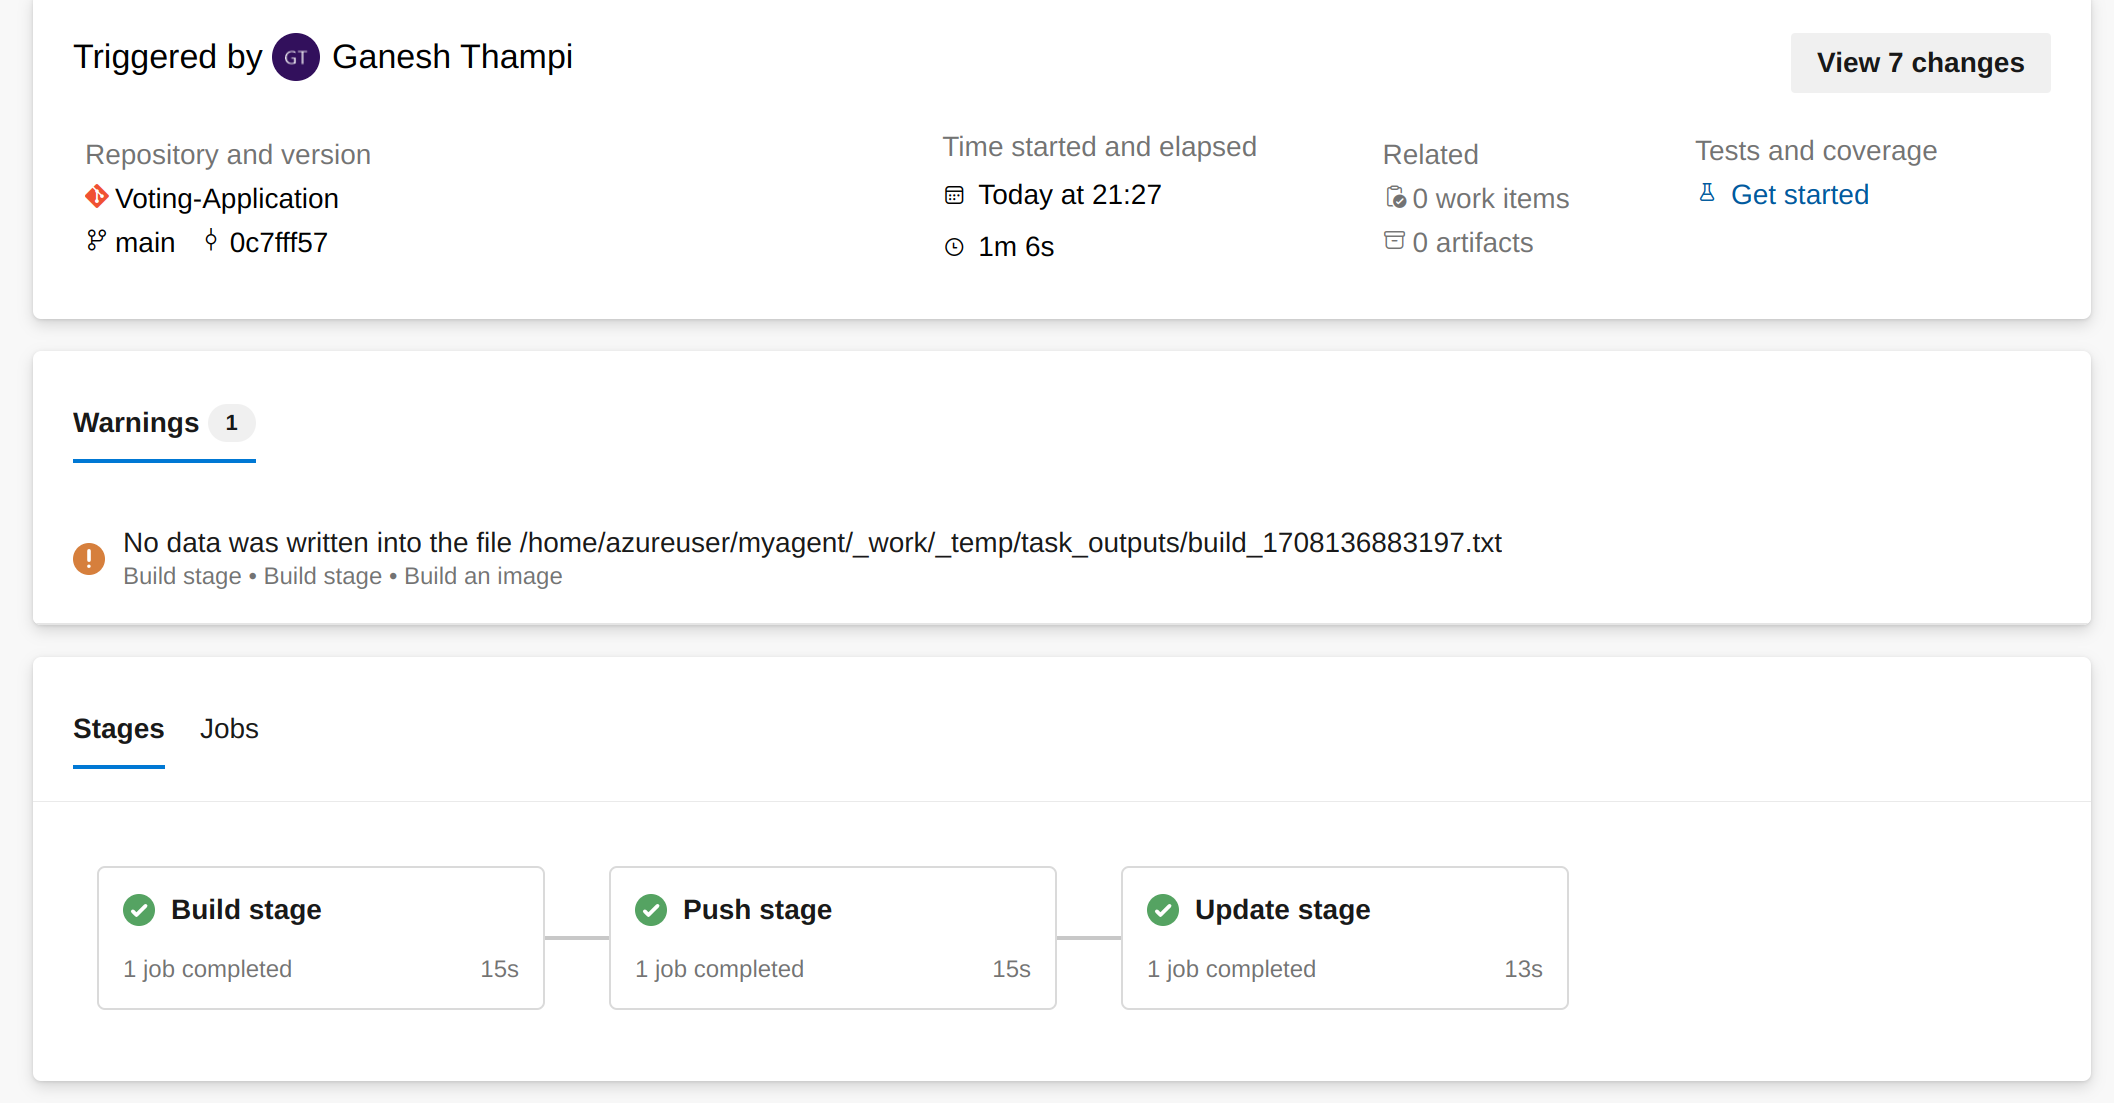 Triggered by GT Ganesh Thampi
View 7 changes
Repository and version
Voting-Application
main 0c7fff57
Time started and elapsed
Today at 21:27
1m 6s
Related
0 work items
0 artifacts
Tests and coverage
Get started
Warnings 1
No data was written into the file /home/azureuser/myagent/_work/_temp/task_outputs/build_1708136883197.txt
Build stage • Build stage • Build an image
Stages Jobs
Build stage
1 job completed 15s
Push stage
1 job completed 15s
Update stage
1 job completed 13s